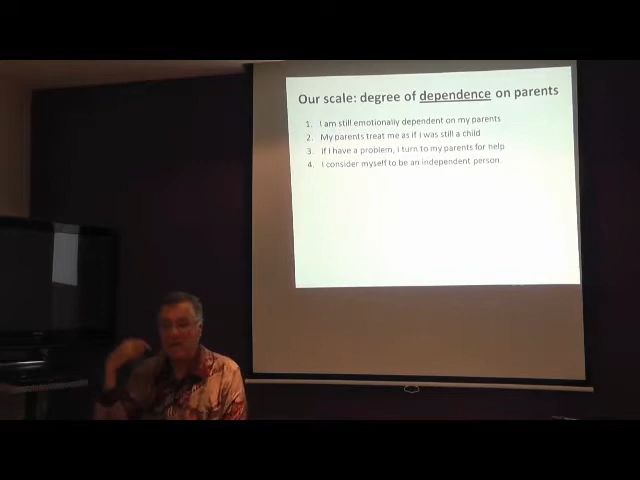 Our scale: degree of dependence on parents
1. I am still emotionally dependent on my parents
2. My parents treat me as if I was still a child
3. If I have a problem, I turn to my parents for help
4. I consider myself to be an independent person.